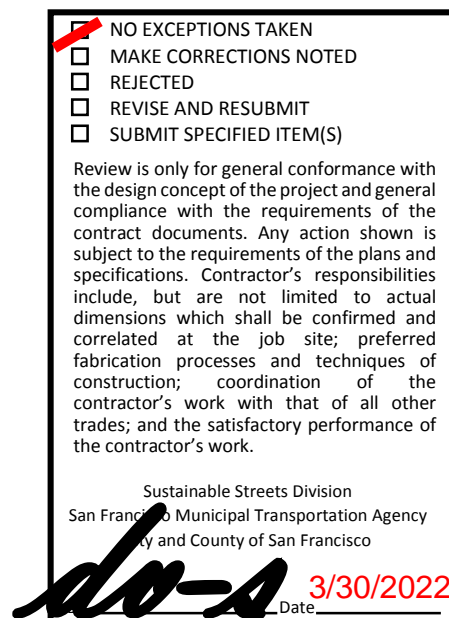 NO EXCEPTIONS TAKEN
MAKE CORRECTIONS NOTED
REJECTED
REVISE AND RESUBMIT
SUBMIT SPECIFIED ITEM(S)
Review is only for general conformance with
the design concept of the project and general
compliance with the requirements of the
contract documents. Any action shown is
subject to the requirements of the plans and
specifications. Contractor's responsibilities
include, but are not limited to actual
dimensions which shall be confirmed and
correlated at the job site; preferred
fabrication processes and techniques of
construction; coordination of the
contractor's work with that of all other
trades; and the satisfactory performance of
the contractor's work.
Sustainable Streets Division
San Francisco Municipal Transportation Agency
and County of San Francisco
Date 3/30/2022